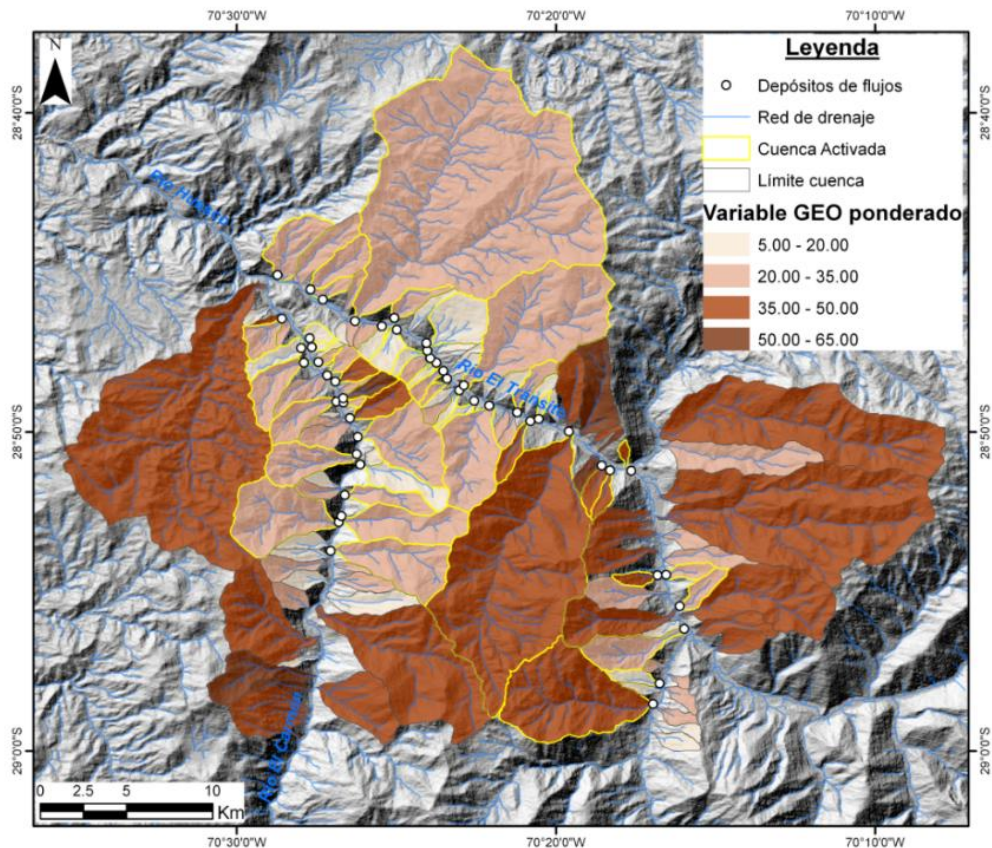 70°30'0"W 70°20'0"W 70°10'0"W
N
Leyenda
Depósitos de flujos
Red de drenaje
Cuenca Activada
Límite cuenca
Variable GEO ponderado
5.00 - 20.00
20.00 - 35.00
35.00 - 50.00
50.00 - 65.00
28°40'0"S 28°40'0"S
Río Huasco
Río El Tránsito
28°50'0"S 28°50'0"S
Río El Carmen
29°0'0"S 29°0'0"S
0 2.5 5 10
Km
70°30'0"W 70°20'0"W 70°10'0"W